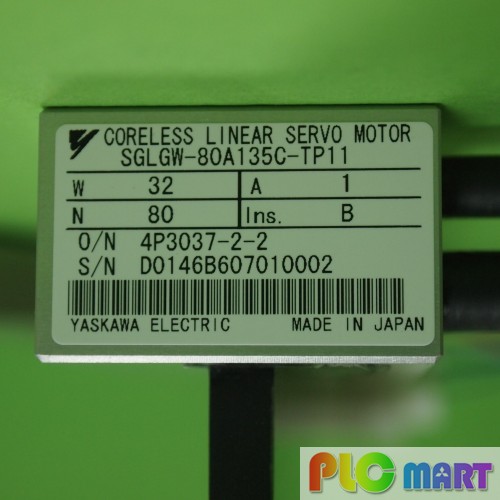 CORELESS LINEAR SERVO MOTOR
SGLGW-80A135C-TP11
W 32 A 1
N 80 Ins. B
O/N 4P3037-2-2
S/N D0146B607010002
YASKAWA ELECTRIC MADE IN JAPAN
PLC MART